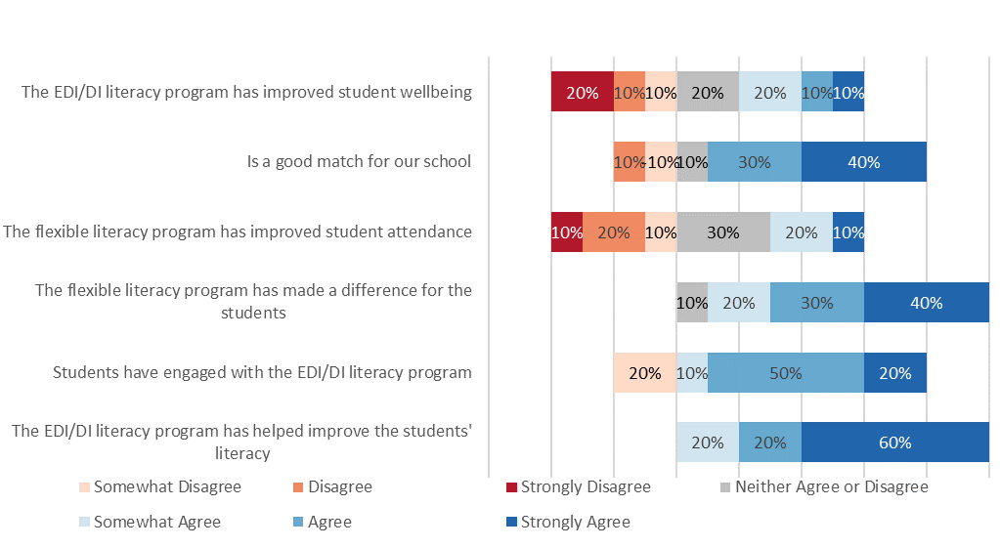 The EDI/DI literacy program has improved student wellbeing
20% 10% 10% 20% 20% 10% 10%
Is a good match for our school
10% -10% 10% 30% 40%
The flexible literacy program has improved student attendance
10% 20% 10% 30% 20% 10%
The flexible literacy program has made a difference for the
students
10% 20% 30% 40%
Students have engaged with the EDI/DI literacy program
20% 10% 50% 20%
The EDI/DI literacy program has helped improve the students'
literacy
20% 20% 60%
Somewhat Disagree Disagree Strongly Disagree Neither Agree or Disagree
Somewhat Agree Agree Strongly Agree